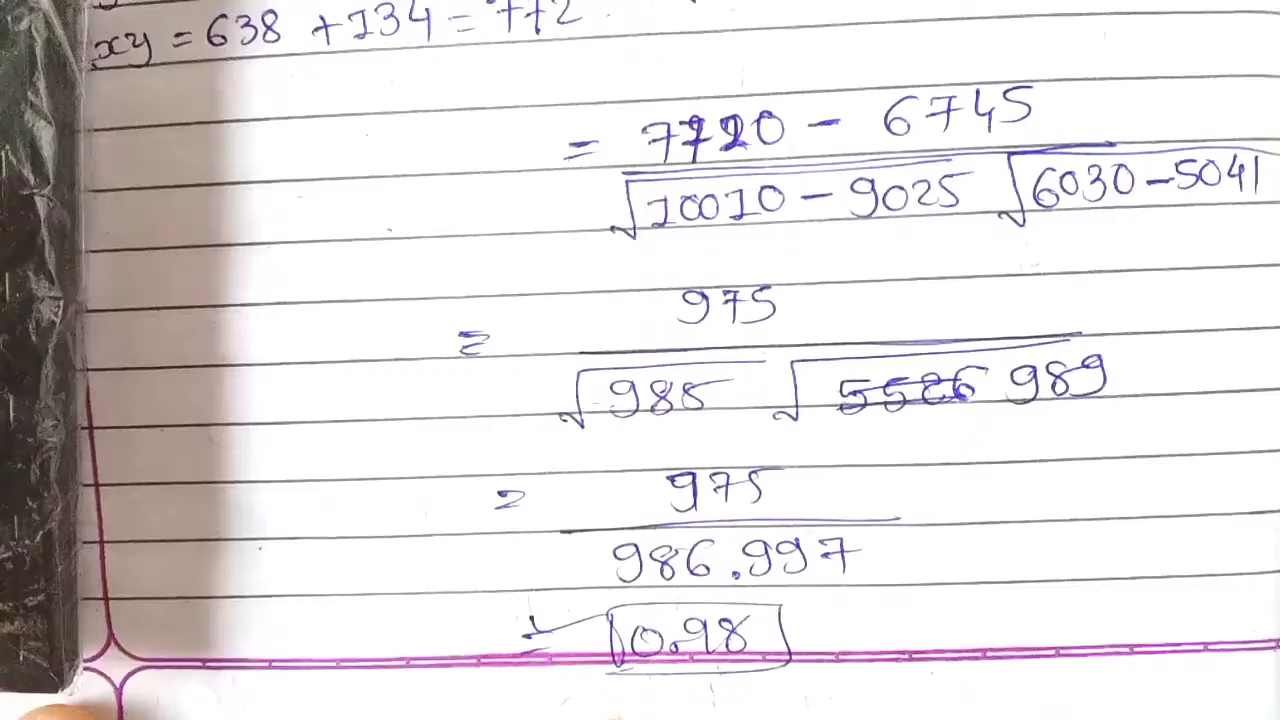 xy = 638 + 134 = 772
= 7720 - 6745
√10010 - 9025 √6030 - 5041
= 975
√985 √5526 989
= 975
986.997
= 0.98